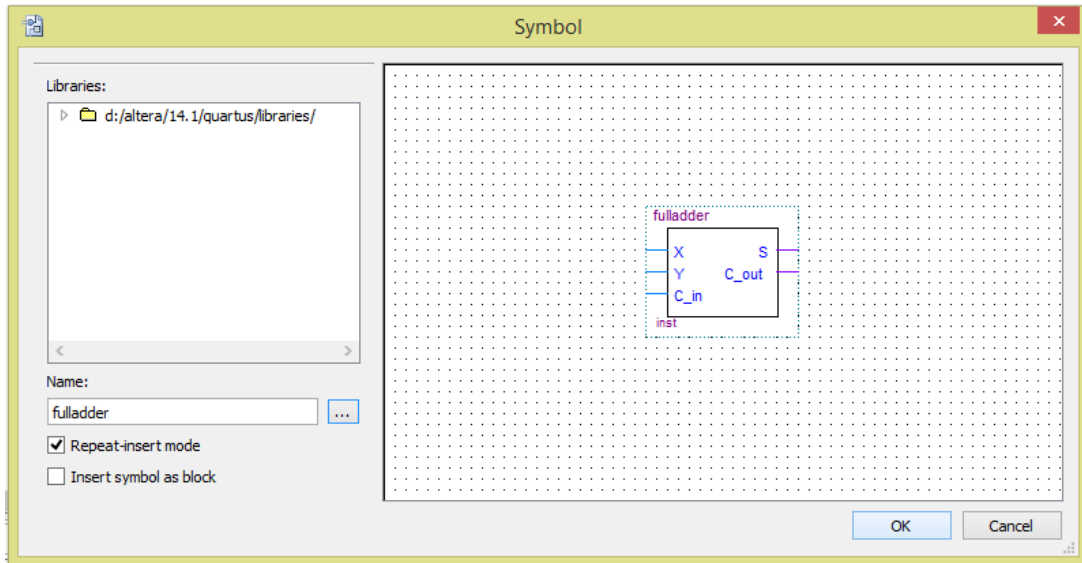 Symbol
Libraries:
d:/altera/14.1/quartus/libraries/
Name:
fulladder
...
Repeat-insert mode
Insert symbol as block
fulladder
X S
Y C_out
C_in
inst
OK Cancel